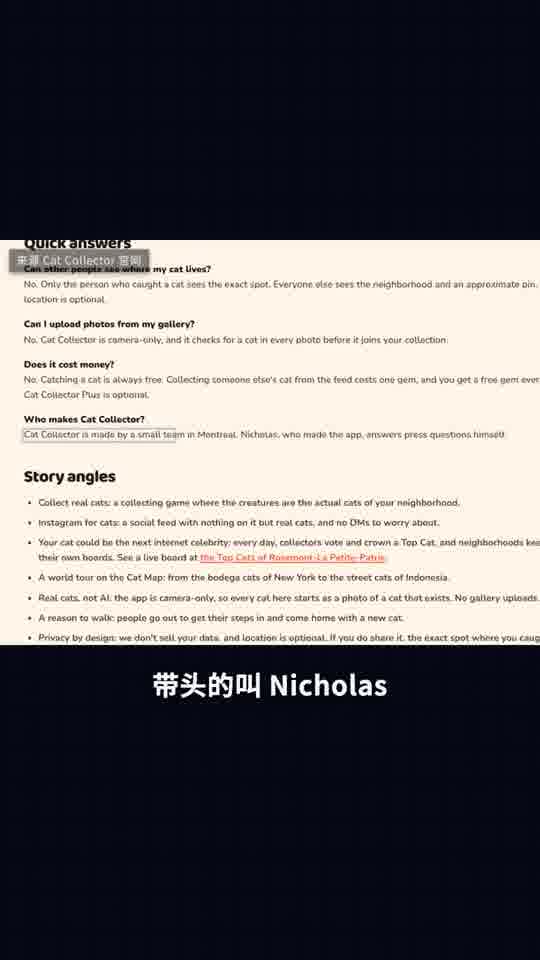 Quick answers
来源 Cat Collector 官网
Can other people see where my cat lives?
No. Only the person who caught a cat sees the exact spot. Everyone else sees the neighborhood and an approximate pin.
location is optional.
Can I upload photos from my gallery?
No. Cat Collector is camera-only, and it checks for a cat in every photo before it joins your collection.
Does it cost money?
No. Catching a cat is always free. Collecting someone else's cat from the feed costs one gem, and you get a free gem ever
Cat Collector Plus is optional.
Who makes Cat Collector?
Cat Collector is made by a small team in Montreal. Nicholas, who made the app, answers press questions himself.
Story angles
• Collect real cats: a collecting game where the creatures are the actual cats of your neighborhood.
• Instagram for cats: a social feed with nothing on it but real cats, and no DMs to worry about.
• Your cat could be the next internet celebrity: every day, collectors vote and crown a Top Cat, and neighborhoods kee
their own boards. See a live board at the Top Cats of Rosemont-La Petite-Patrie.
• A world tour on the Cat Map: from the bodega cats of New York to the street cats of Indonesia.
• Real cats, not AI: the app is camera-only, so every cat here starts as a photo of a cat that exists. No gallery uploads.
• A reason to walk: people go out to get their steps in and come home with a new cat.
• Privacy by design: we don't sell your data, and location is optional. If you do share it, the exact spot where you caug
带头的叫 Nicholas